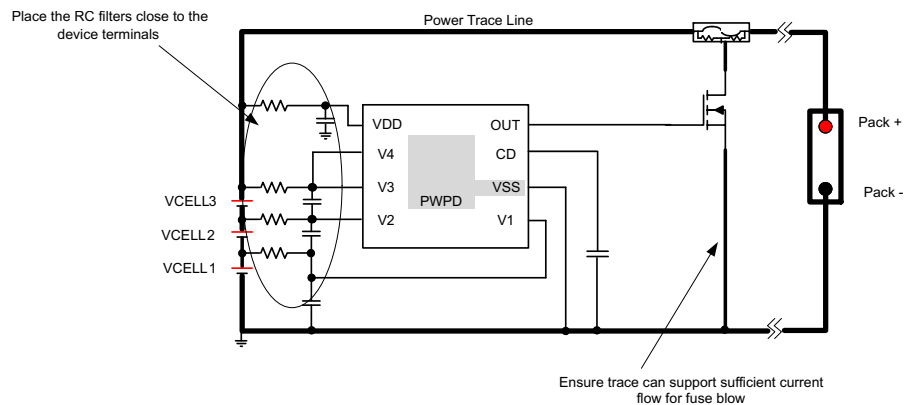 Place the RC filters close to the
device terminals
Power Trace Line
VDD
OUT
Pack +
V4
CD
V3
VSS
Pack -
VCELL3
PWPD
V2
V1
VCELL2
VCELL1
Ensure trace can support sufficient current
flow for fuse blow